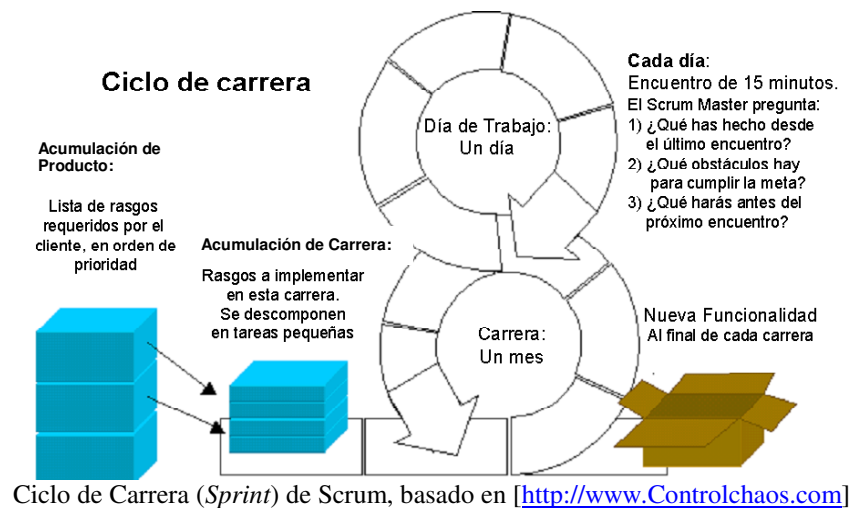 Ciclo de carrera
Acumulación de
Producto:
Lista de rasgos
requeridos por el
cliente, en orden de
prioridad
Acumulación de Carrera:
Rasgos a implementar
en esta carrera.
Se descomponen
en tareas pequeñas
Día de Trabajo:
Un día
Cada día:
Encuentro de 15 minutos.
El Scrum Master pregunta:
1) ¿Qué has hecho desde
el último encuentro?
2) ¿Qué obstáculos hay
para cumplir la meta?
3) ¿Qué harás antes del
próximo encuentro?
Carrera:
Un mes
Nueva Funcionalidad
Al final de cada carrera
Ciclo de Carrera (Sprint) de Scrum, basado en [http://www.Controlchaos.com]